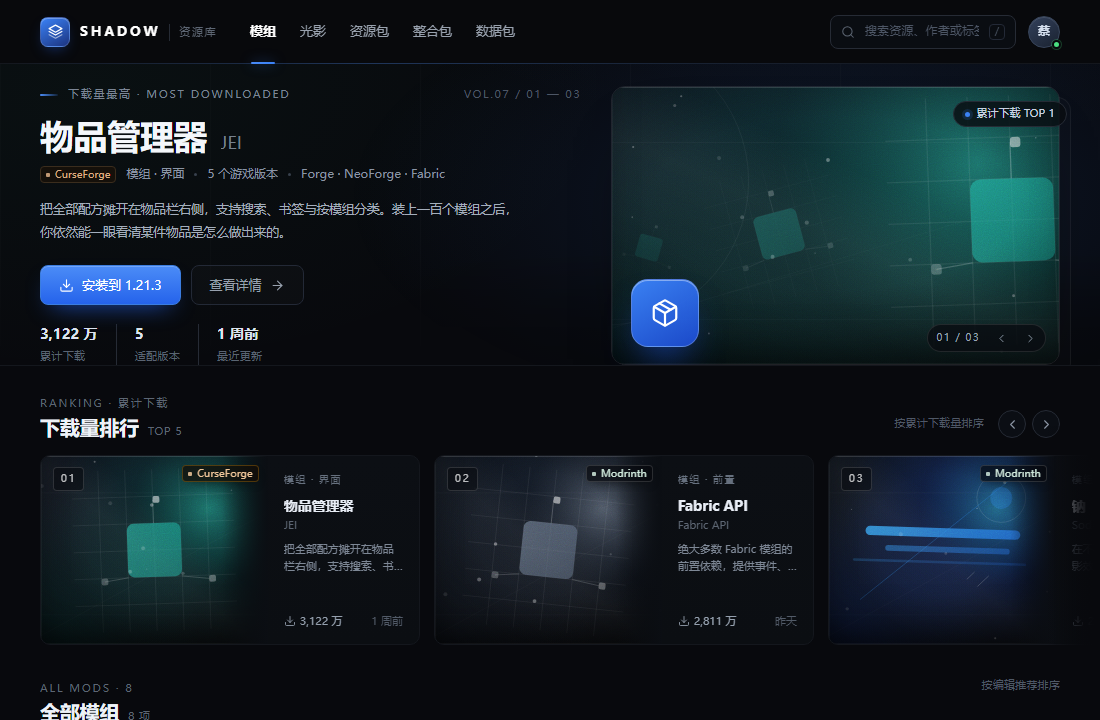 SHADOW 资源库 模组 光影 资源包 整合包 数据包
搜索资源、作者或标签 /
蔡
下载量最高 · MOST DOWNLOADED
VOL.07 / 01 — 03
物品管理器 JEI
CurseForge 模组 · 界面 • 5 个游戏版本 • Forge · NeoForge · Fabric
把全部配方摊开在物品栏右侧，支持搜索、书签与按模组分类。装上一百个模组之后，
你依然能一眼看清某件物品是怎么做出来的。
安装到 1.21.3
查看详情
3,122 万
累计下载
5
适配版本
1 周前
最近更新
累计下载 TOP 1
01 / 03
RANKING · 累计下载
下载量排行 TOP 5
按累计下载量排序
01
CurseForge
模组 · 界面
物品管理器
JEI
把全部配方摊开在物品
栏右侧，支持搜索、书…
3,122 万
1 周前
02
Modrinth
模组 · 前置
Fabric API
Fabric API
绝大多数 Fabric 模组的
前置依赖，提供事件、…
2,811 万
昨天
03
Modrinth
ALL MODS · 8
全部模组 8 项
按编辑推荐排序